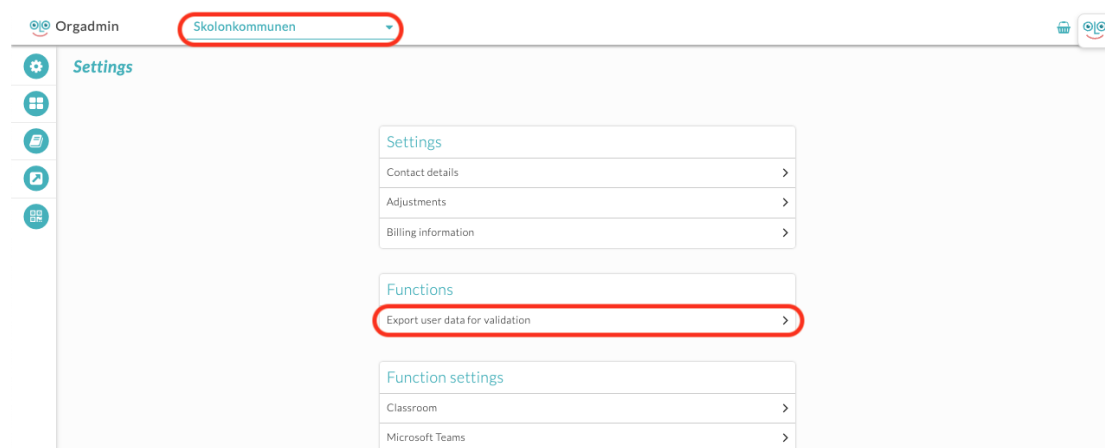 Orgadmin
Skolonkommunen
Settings
Settings
Contact details
Adjustments
Billing information
Functions
Export user data for validation
Function settings
Classroom
Microsoft Teams